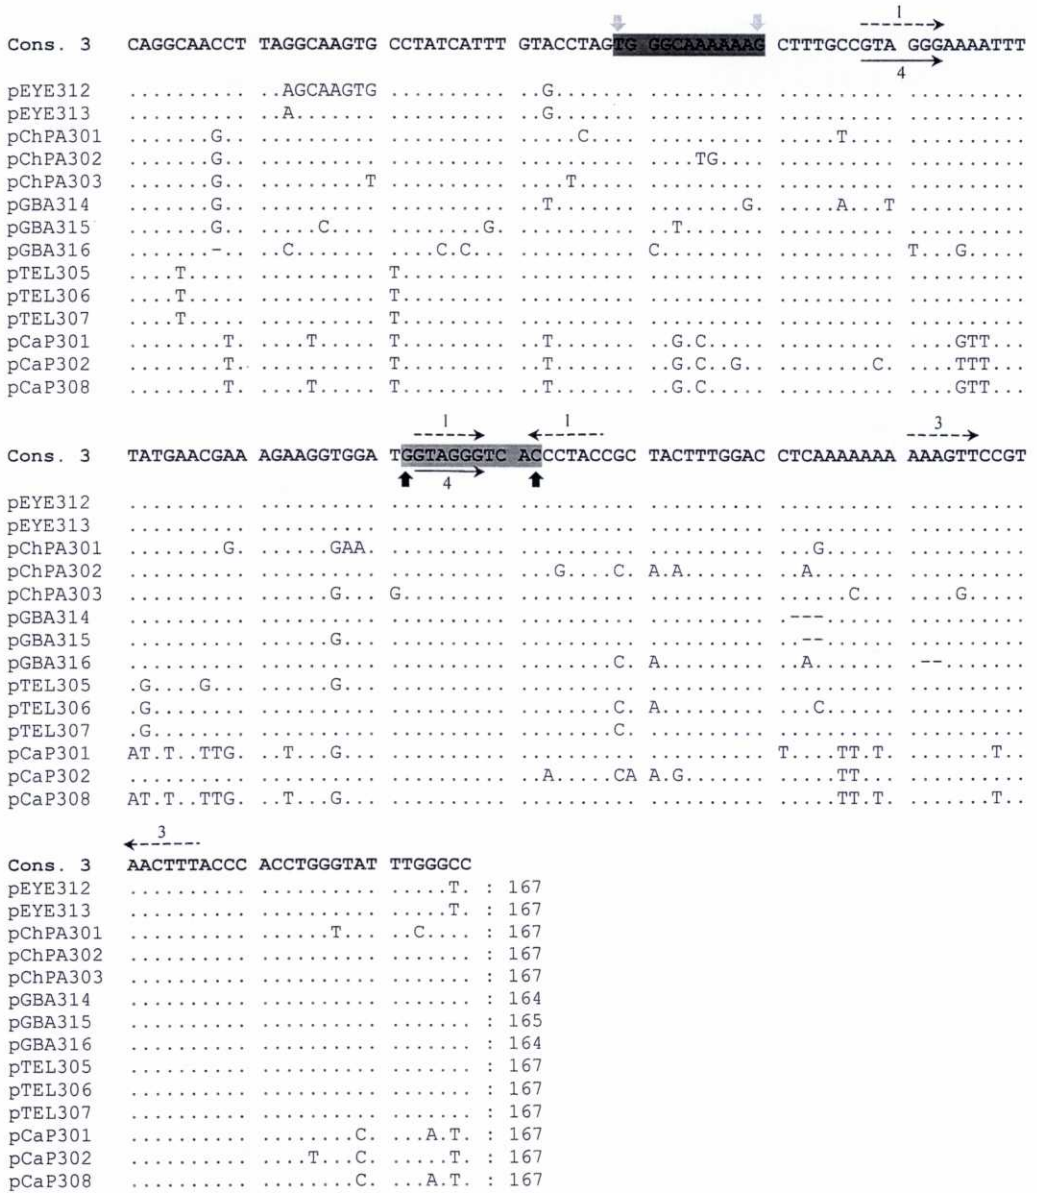 1
Cons. 3 CAGGCAACCT TAGGCAAGTG CCTATCATTT GTACCTAGTG GGCAAAAAAG CTTTGCCGTA GGGAAAATTT
4
pEYE312 .......... ..AGCAAGTG .......... ..G....... .......... .......... ..........
pEYE313 .......... ..A....... .......... ..G....... .......... .......... ..........
pChPA301 .......G.. .......... .......... .....C.... .......... .....T.... ..........
pChPA302 .......G.. .......... .......... .......... ....TG.... .......... ..........
pChPA303 .......G.. .........T .......... ....T..... .......... .......... ..........
pGBA314 .......G.. .......... .......... ..T....... ........G. .....A...T ..........
pGBA315 .......G.. .....C.... ........G. .......... ..T....... .......... ..........
pGBA316 .......-.. ..C....... ....C.C... .......... C......... .......... T...G.....
pTEL305 ....T..... .......... T......... .......... .......... .......... ..........
pTEL306 ....T..... .......... T......... .......... .......... .......... ..........
pTEL307 ....T..... .......... T......... .......... .......... .......... ..........
pCaP301 ........T. ....T..... T......... ..T....... ..G.C..... .......... ....GTT...
pCaP302 ........T. .......... T......... ..T....... ..G.C..G.. ........C. ....TTT...
pCaP308 ........T. ....T..... T......... ..T....... ..G.C..... .......... ....GTT...
1 1 3
Cons. 3 TATGAACGAA AGAAGGTGGA TGGTAGGGTC ACCCTACCGC TACTTTGGAC CTCAAAAAAA AAAGTTCCGT
4
pEYE312 .......... .......... .......... .......... .......... .......... ..........
pEYE313 .......... .......... .......... .......... .......... .......... ..........
pChPA301 ........G. ......GAA. .......... .......... .......... ...G...... ..........
pChPA302 .......... .......... .......... ...G....C. A.A....... ..A....... ..........
pChPA303 .......... ......G... G......... .......... .......... ......C... ....G.....
pGBA314 .......... .......... .......... .......... .......... .---...... ..........
pGBA315 .......... ......G... .......... .......... .......... ..--...... ..........
pGBA316 .......... .......... .......... ........C. A......... ..A....... .--.......
pTEL305 .G....G... ......G... .......... .......... .......... .......... ..........
pTEL306 .G........ .......... .......... ........C. A......... ...C...... ..........
pTEL307 .G........ .......... .......... ........C. .......... .......... ..........
pCaP301 AT.T..TTG. ..T...G... .......... .......... .......... T....TT.T. .......T..
pCaP302 .......... .......... .......... ..A.....CA A.G....... .....TT... ..........
pCaP308 AT.T..TTG. ..T...G... .......... .......... .......... .....TT.T. .......T..
3
Cons. 3 AACTTTACCC ACCTGGGTAT TTGGGCC
pEYE312 .......... .......... .....T. : 167
pEYE313 .......... .......... .....T. : 167
pChPA301 .......... ......T... ..C.... : 167
pChPA302 .......... .......... ....... : 167
pChPA303 .......... .......... ....... : 167
pGBA314 .......... .......... ....... : 164
pGBA315 .......... .......... ....... : 165
pGBA316 .......... .......... ....... : 164
pTEL305 .......... .......... ....... : 167
pTEL306 .......... .......... ....... : 167
pTEL307 .......... .......... ....... : 167
pCaP301 .......... ........C. ...A.T. : 167
pCaP302 .......... ....T...C. .....T. : 167
pCaP308 .......... ........C. ...A.T. : 167